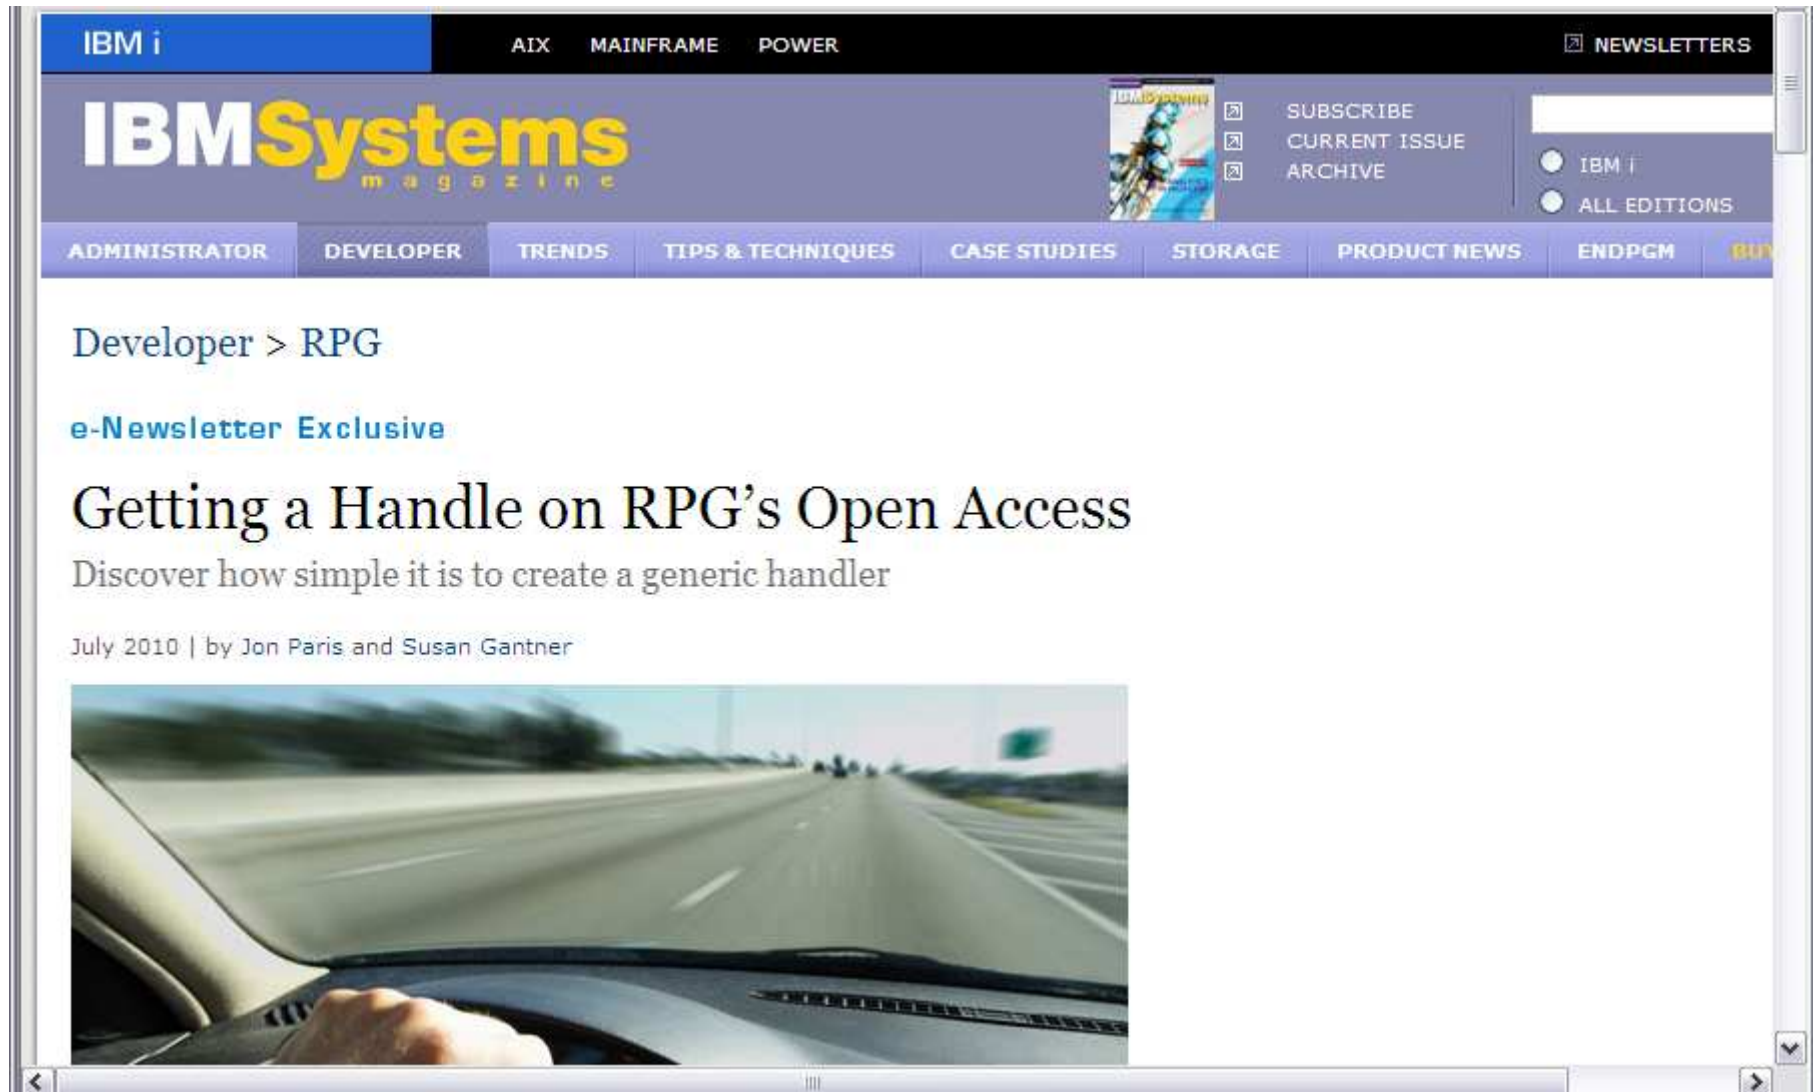 IBM i AIX MAINFRAME POWER NEWSLETTERS
IBMSystems
magazine
IBMSystems
SUBSCRIBE
CURRENT ISSUE
ARCHIVE
IBM i
ALL EDITIONS
ADMINISTRATOR DEVELOPER TRENDS TIPS & TECHNIQUES CASE STUDIES STORAGE PRODUCT NEWS ENDPGM BUY
Developer > RPG
e-Newsletter Exclusive
Getting a Handle on RPG’s Open Access
Discover how simple it is to create a generic handler
July 2010 | by Jon Paris and Susan Gantner